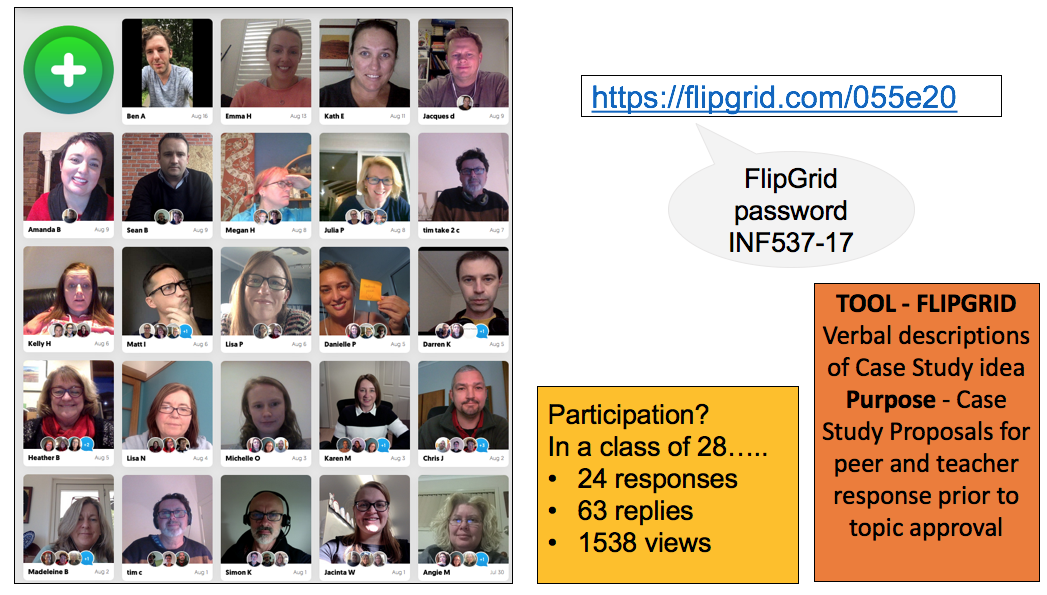 Ben A Aug 16
Emma H Aug 13
Kath E Aug 11
Jacques d Aug 9
Amanda B Aug 9
Sean B Aug 9
Megan H Aug 8
Julia P Aug 8
tim take 2 c Aug 7
Kelly H Aug 6
Matt I Aug 6
Lisa P Aug 6
Danielle P Aug 5
Darren K Aug 5
Heather B Aug 5
Lisa N Aug 4
Michelle O Aug 3
Karen M Aug 3
Chris J Aug 2
Madeleine B Aug 2
tim c Aug 1
Simon K Aug 1
Jacinta W Aug 1
Angie M Jul 30
https://flipgrid.com/055e20
FlipGrid
password
INF537-17
Participation?
In a class of 28…..
• 24 responses
• 63 replies
• 1538 views
TOOL - FLIPGRID
Verbal descriptions
of Case Study idea
Purpose - Case
Study Proposals for
peer and teacher
response prior to
topic approval